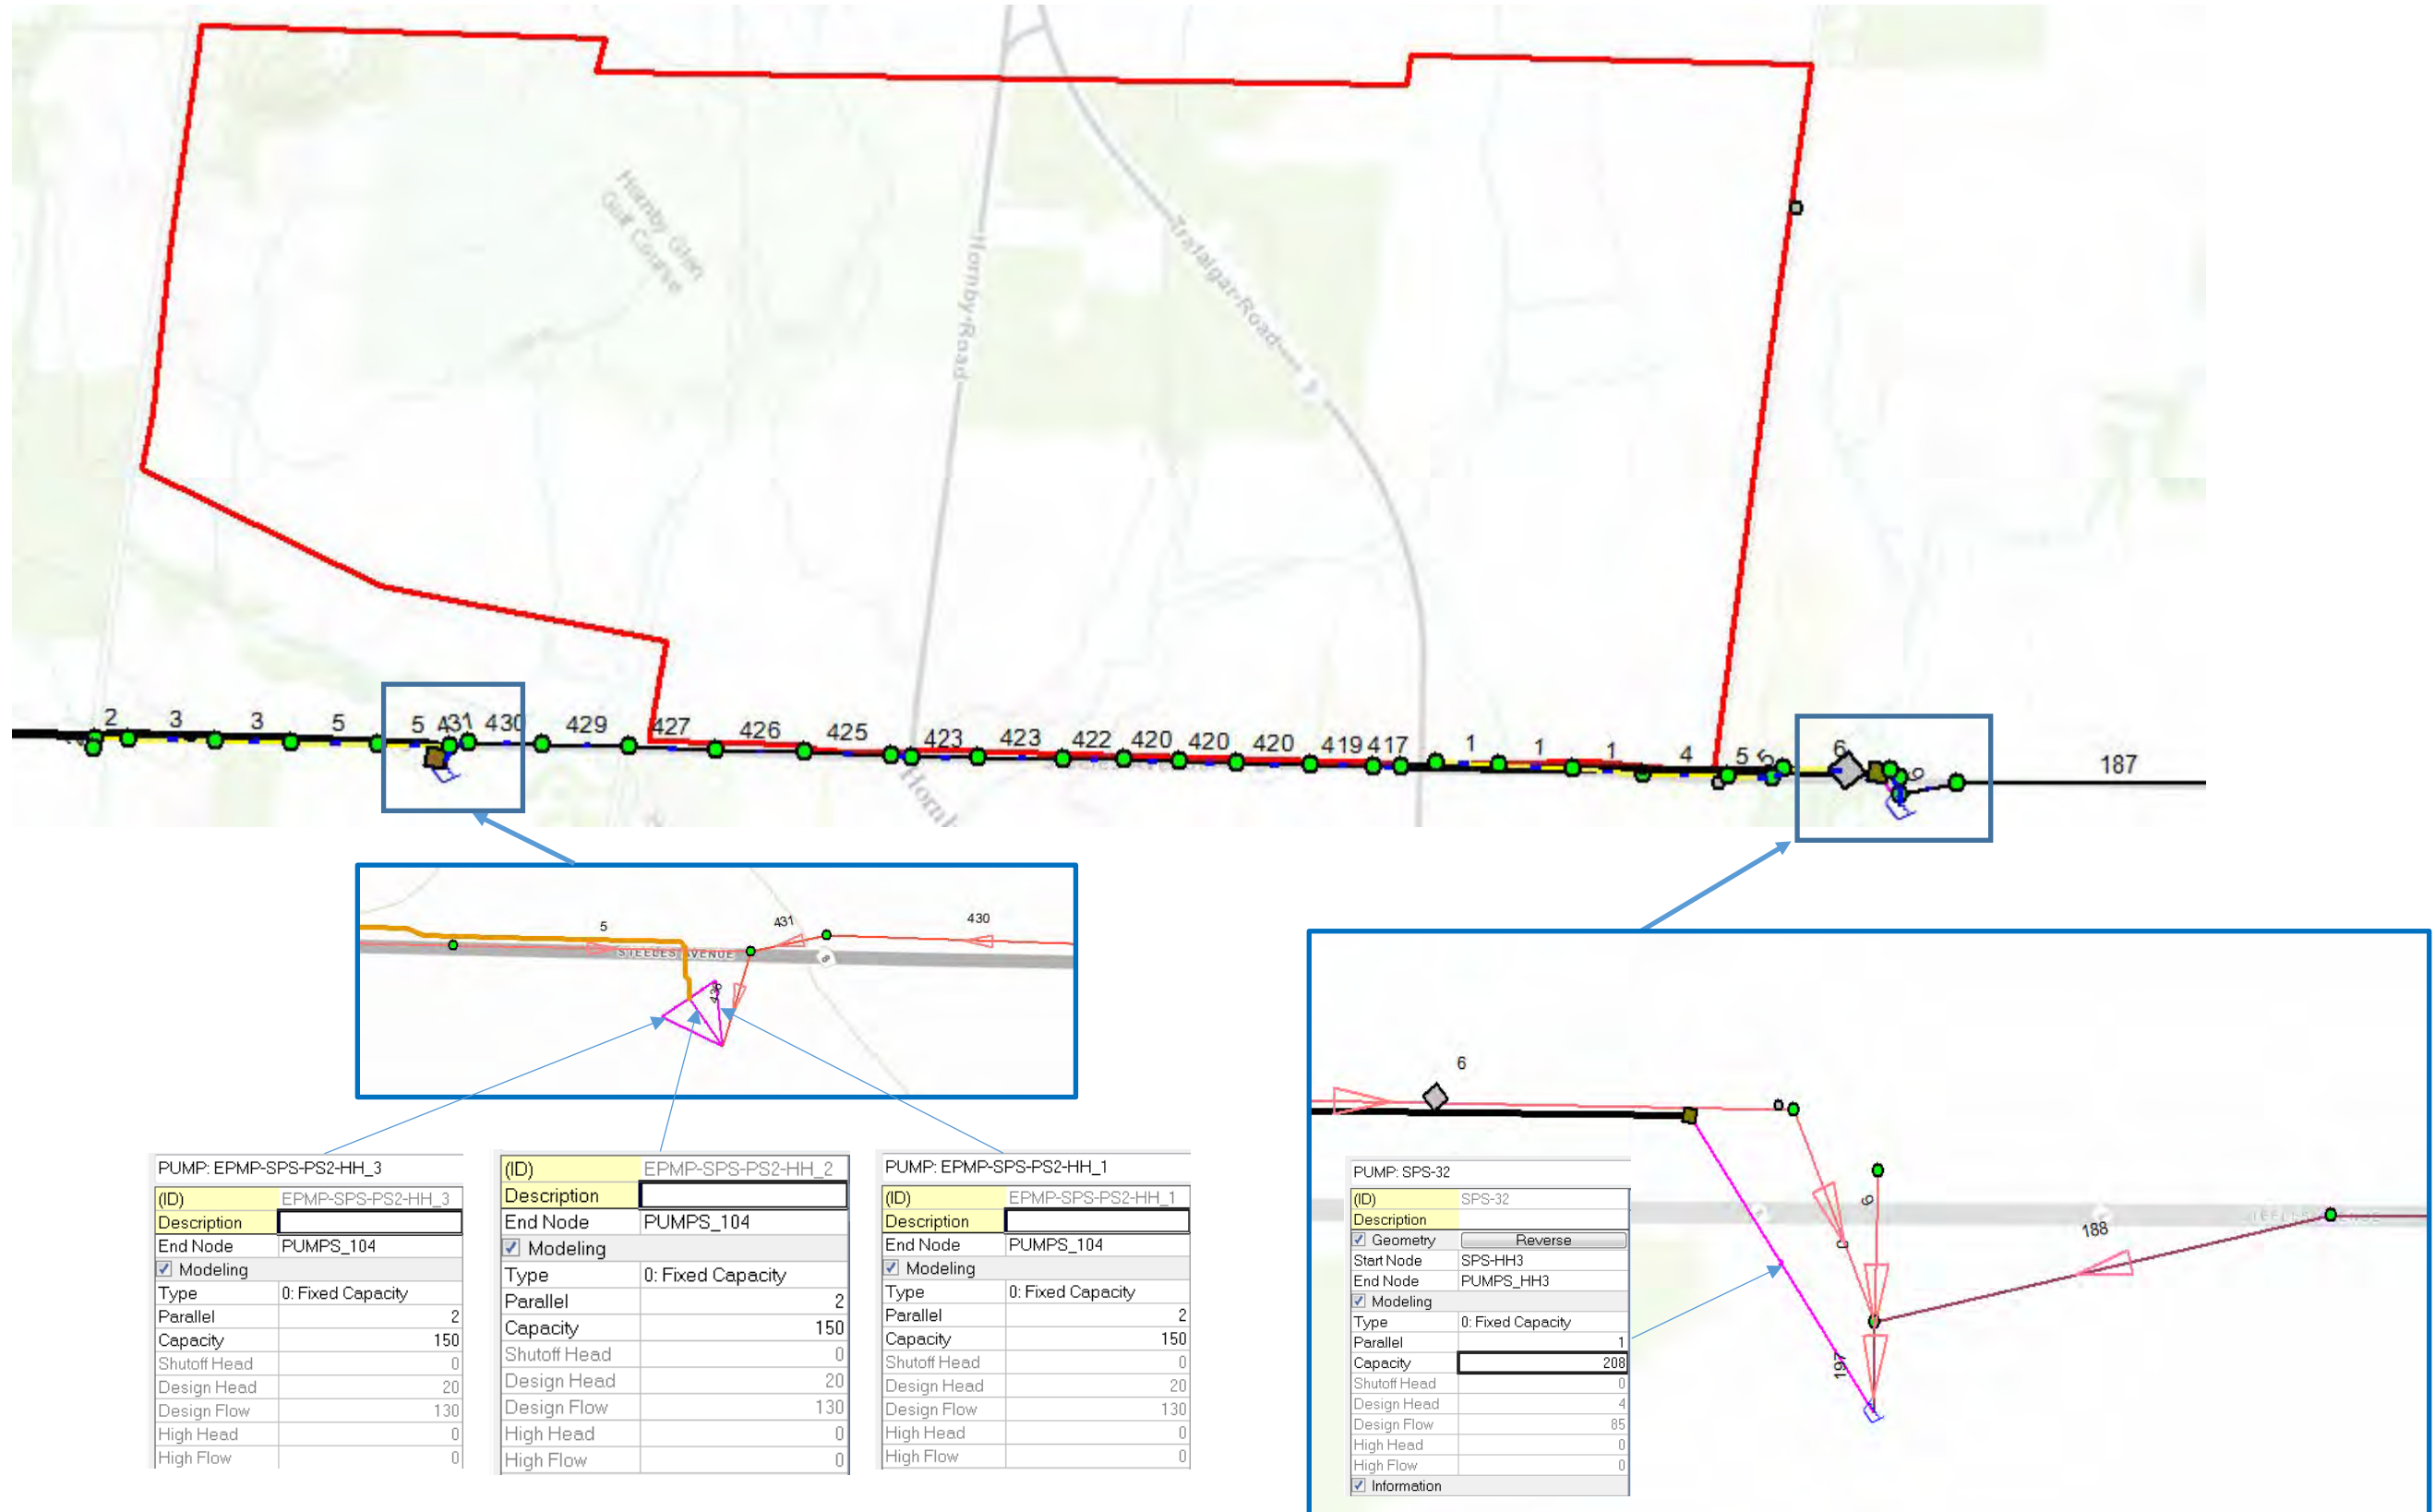 Hornby Glen
Golf Course
Hornby-Road
Trafalgar-Road
3
2 3 3 5 5 431 430 429 427 426 425 423 423 422 420 420 420 419 417 1 1 1 4 5 5 6 6 187
5 431 430
STEELES AVENUE
8
436
PUMP: EPMP-SPS-PS2-HH_3
(ID) EPMP-SPS-PS2-HH_3
Description
End Node PUMPS_104
Modeling
Type 0: Fixed Capacity
Parallel 2
Capacity 150
Shutoff Head 0
Design Head 20
Design Flow 130
High Head 0
High Flow 0
(ID) EPMP-SPS-PS2-HH_2
Description
End Node PUMPS_104
Modeling
Type 0: Fixed Capacity
Parallel 2
Capacity 150
Shutoff Head 0
Design Head 20
Design Flow 130
High Head 0
High Flow 0
PUMP: EPMP-SPS-PS2-HH_1
(ID) EPMP-SPS-PS2-HH_1
Description
End Node PUMPS_104
Modeling
Type 0: Fixed Capacity
Parallel 2
Capacity 150
Shutoff Head 0
Design Head 20
Design Flow 130
High Head 0
High Flow 0
6
6
0
188
197
PUMP: SPS-32
(ID) SPS-32
Description
Geometry Reverse
Start Node SPS-HH3
End Node PUMPS_HH3
Modeling
Type 0: Fixed Capacity
Parallel 1
Capacity 208
Shutoff Head 0
Design Head 4
Design Flow 85
High Head 0
High Flow 0
Information